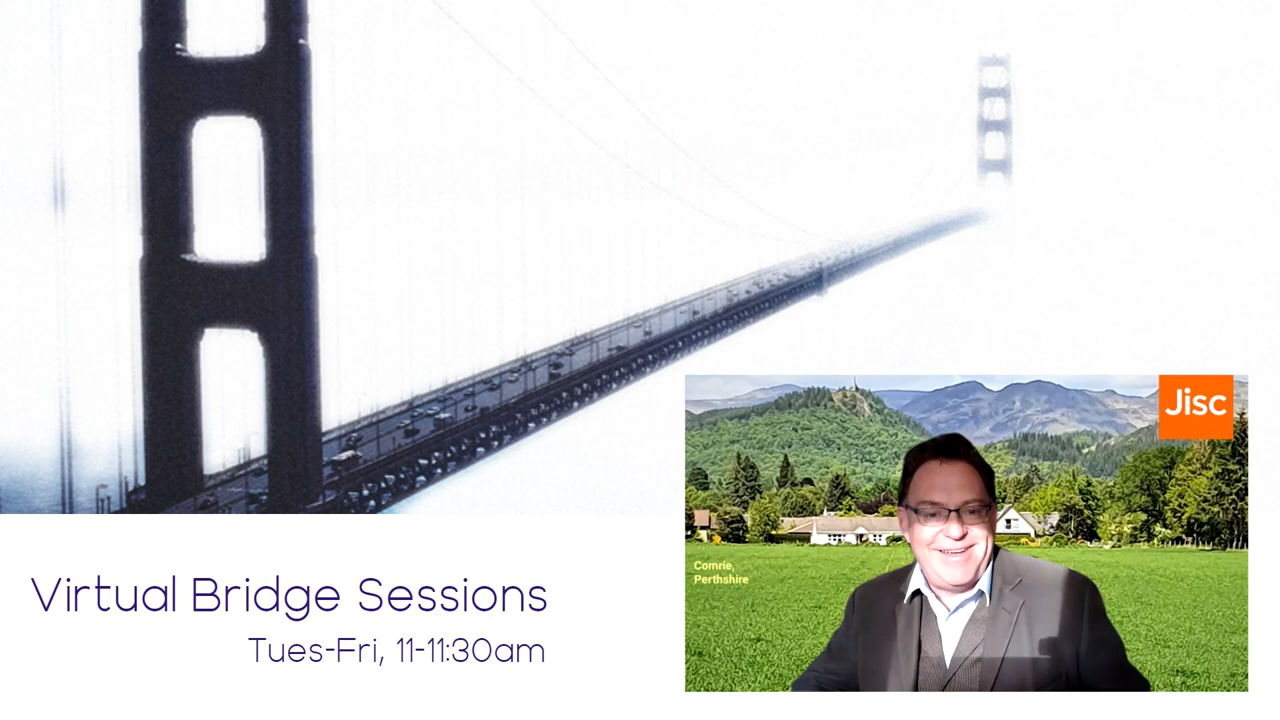 Jisc
Comrie,
Perthshire
Virtual Bridge Sessions
Tues-Fri, 11-11:30am